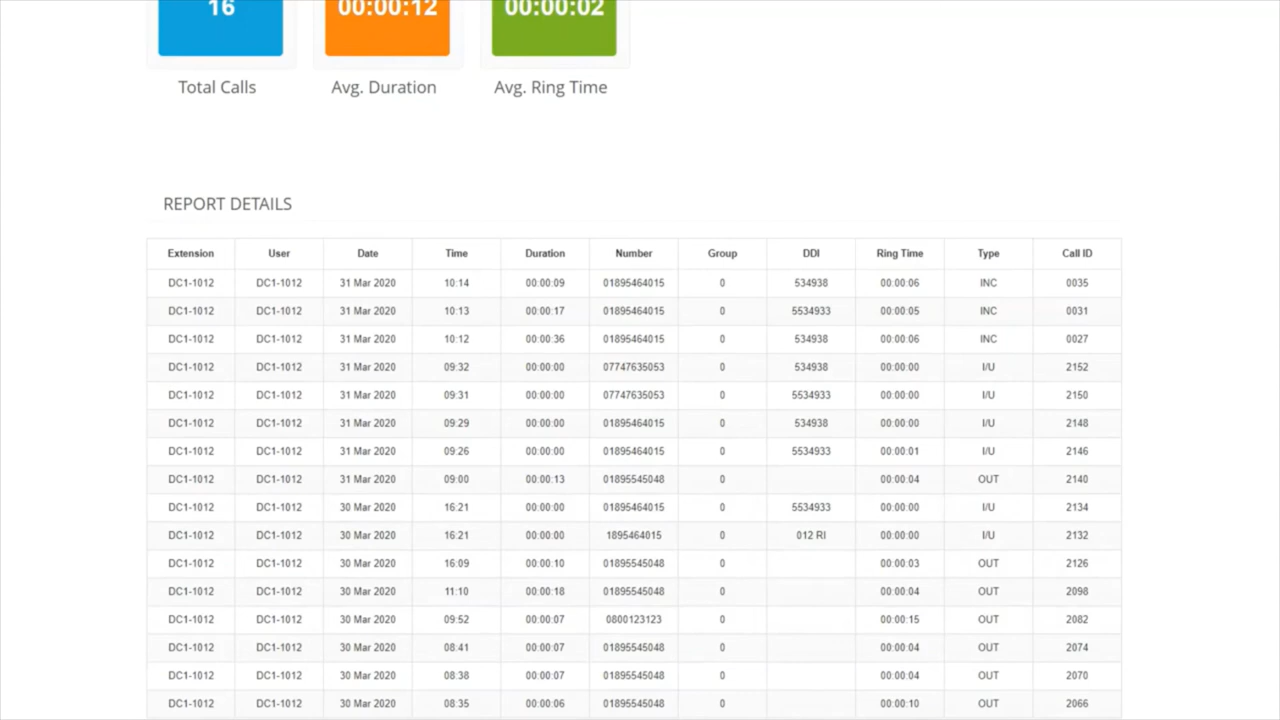 16 00:00:12 00:00:02
Total Calls Avg. Duration Avg. Ring Time
REPORT DETAILS
Extension User Date Time Duration Number Group DDI Ring Time Type Call ID
DC1-1012 DC1-1012 31 Mar 2020 10:14 00:00:09 01895464015 0 534938 00:00:06 INC 0035
DC1-1012 DC1-1012 31 Mar 2020 10:13 00:00:17 01895464015 0 5534933 00:00:05 INC 0031
DC1-1012 DC1-1012 31 Mar 2020 10:12 00:00:36 01895464015 0 534938 00:00:06 INC 0027
DC1-1012 DC1-1012 31 Mar 2020 09:32 00:00:00 07747635053 0 534938 00:00:00 I/U 2152
DC1-1012 DC1-1012 31 Mar 2020 09:31 00:00:00 07747635053 0 5534933 00:00:00 I/U 2150
DC1-1012 DC1-1012 31 Mar 2020 09:29 00:00:00 01895464015 0 534938 00:00:00 I/U 2148
DC1-1012 DC1-1012 31 Mar 2020 09:26 00:00:00 01895464015 0 5534933 00:00:01 I/U 2146
DC1-1012 DC1-1012 31 Mar 2020 09:00 00:00:13 01895545048 0 00:00:04 OUT 2140
DC1-1012 DC1-1012 30 Mar 2020 16:21 00:00:00 01895464015 0 5534933 00:00:00 I/U 2134
DC1-1012 DC1-1012 30 Mar 2020 16:21 00:00:00 1895464015 0 012 RI 00:00:00 I/U 2132
DC1-1012 DC1-1012 30 Mar 2020 16:09 00:00:10 01895545048 0 00:00:03 OUT 2126
DC1-1012 DC1-1012 30 Mar 2020 11:10 00:00:18 01895545048 0 00:00:04 OUT 2098
DC1-1012 DC1-1012 30 Mar 2020 09:52 00:00:07 0800123123 0 00:00:15 OUT 2082
DC1-1012 DC1-1012 30 Mar 2020 08:41 00:00:07 01895545048 0 00:00:04 OUT 2074
DC1-1012 DC1-1012 30 Mar 2020 08:38 00:00:07 01895545048 0 00:00:04 OUT 2070
DC1-1012 DC1-1012 30 Mar 2020 08:35 00:00:06 01895545048 0 00:00:10 OUT 2066